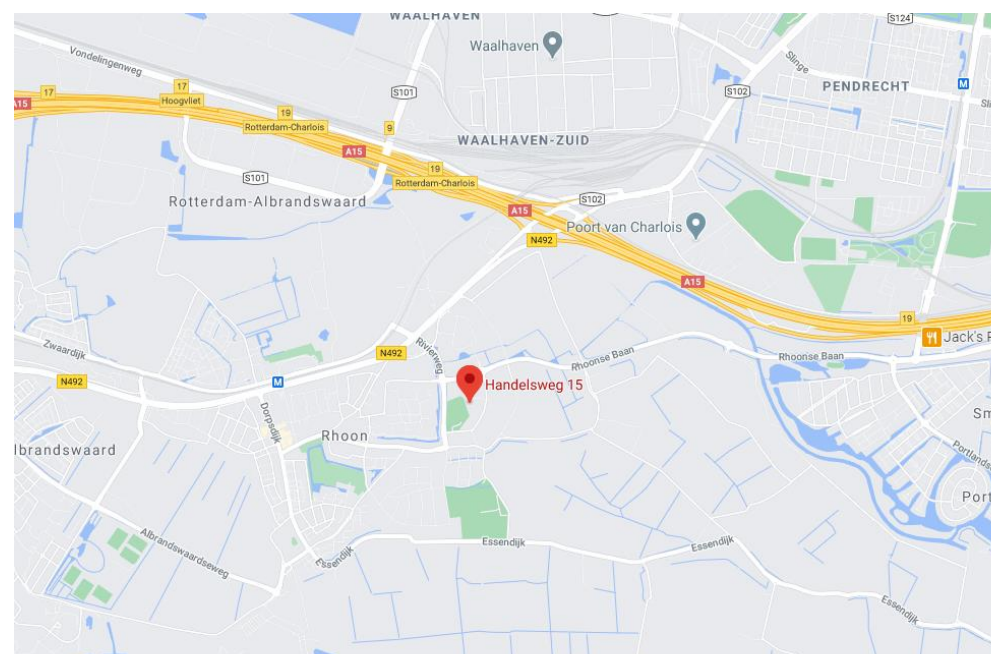 WAALHAVEN
S124
Waalhaven
Vondelingenweg
Slinge
17
17
S101
S102
PENDRECHT
M
A15
Hoogvliet
19
Rotterdam-Charlois
9
WAALHAVEN-ZUID
A15
19
S101
Rotterdam-Charlois
Rotterdam-Albrandswaard
S102
A15
Poort van Charlois
N492
A15
19
Jack's
Zwaardijk
Rivierweg
N492
Rhoonse Baan
Rhoonse Baan
N492
M
Handelsweg 15
Dorpsdijk
Rhoon
Sm
lbrandswaard
Portlands
Port
Albrandswaardseweg
Essendijk
Essendijk
Essendijk
Essendijk